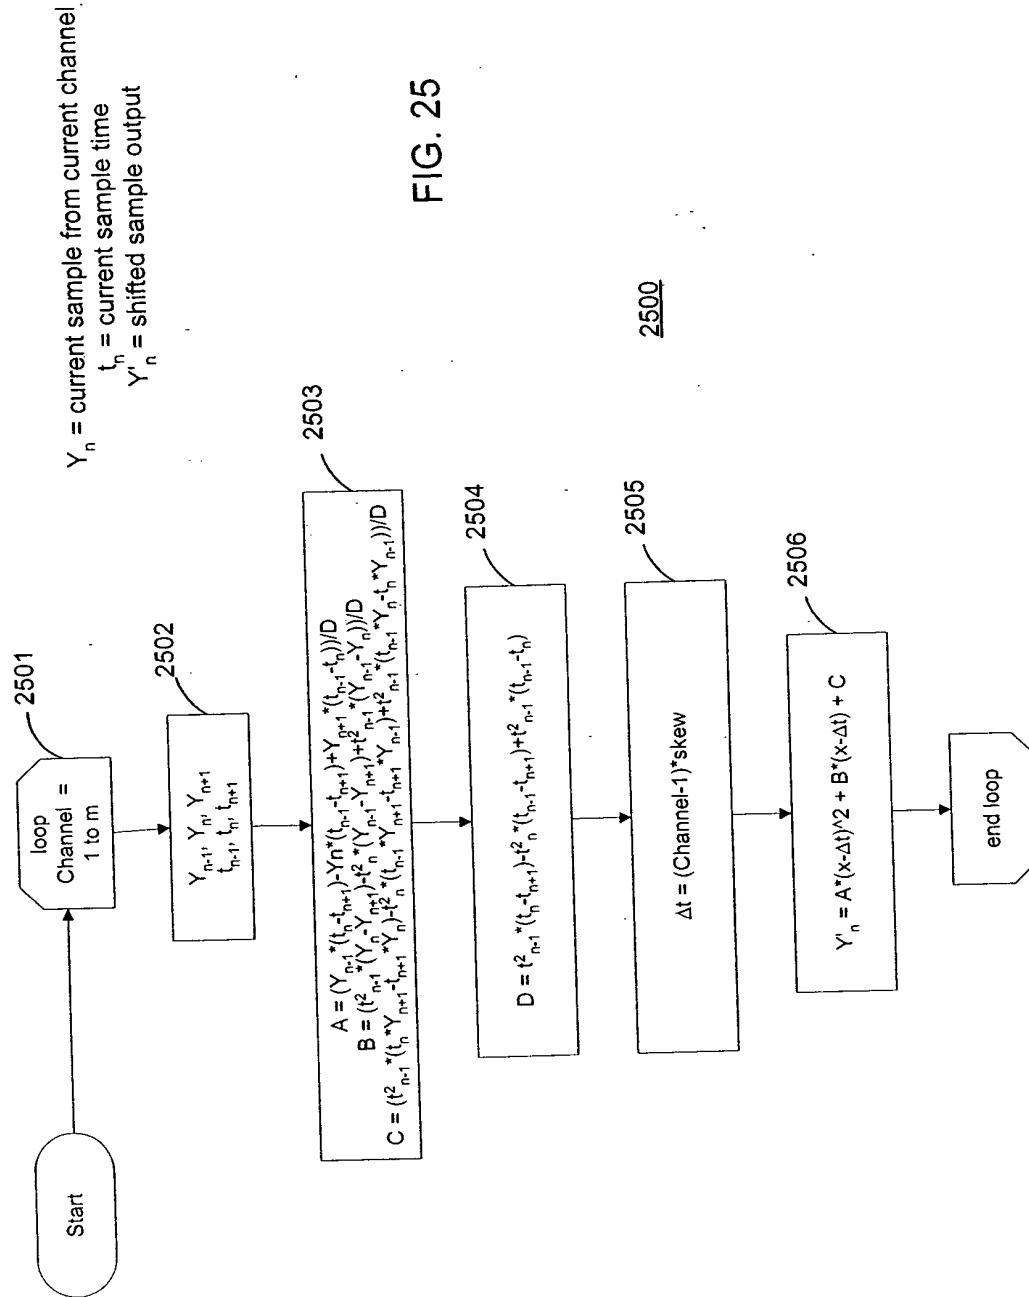 Yₙ = current sample from current channel
tₙ = current sample time
Y'ₙ = shifted sample output
Start
loop
Channel =
1 to m
2501
Yₙ₋₁, Yₙ, Yₙ₊₁
tₙ₋₁, tₙ, tₙ₊₁
2502
A = (Yₙ₋₁*(tₙ-tₙ₊₁)-Yn*(tₙ₋₁-tₙ₊₁)+Yₙ₊₁*(tₙ₋₁-tₙ))/D
B = (t²ₙ₋₁*(Yₙ-Yₙ₊₁)-t²ₙ*(Yₙ₋₁-Yₙ₊₁)+t²ₙ₋₁*(Yₙ₋₁-Yₙ))/D
C = (t²ₙ₋₁*(tₙ*Yₙ₊₁-tₙ₊₁*Yₙ)-t²ₙ*(tₙ₋₁*Yₙ₊₁-tₙ₊₁*Yₙ₋₁)+t²ₙ₋₁*(tₙ₋₁*Yₙ-tₙ*Yₙ₋₁))/D
2503
D = t²ₙ₋₁*(tₙ-tₙ₊₁)-t²ₙ*(tₙ₋₁-tₙ₊₁)+t²ₙ₋₁*(tₙ₋₁-tₙ)
2504
Δt = (Channel-1)*skew
2505
Y'ₙ = A*(x-Δt)^2 + B*(x-Δt) + C
2506
end loop
2500
FIG. 25